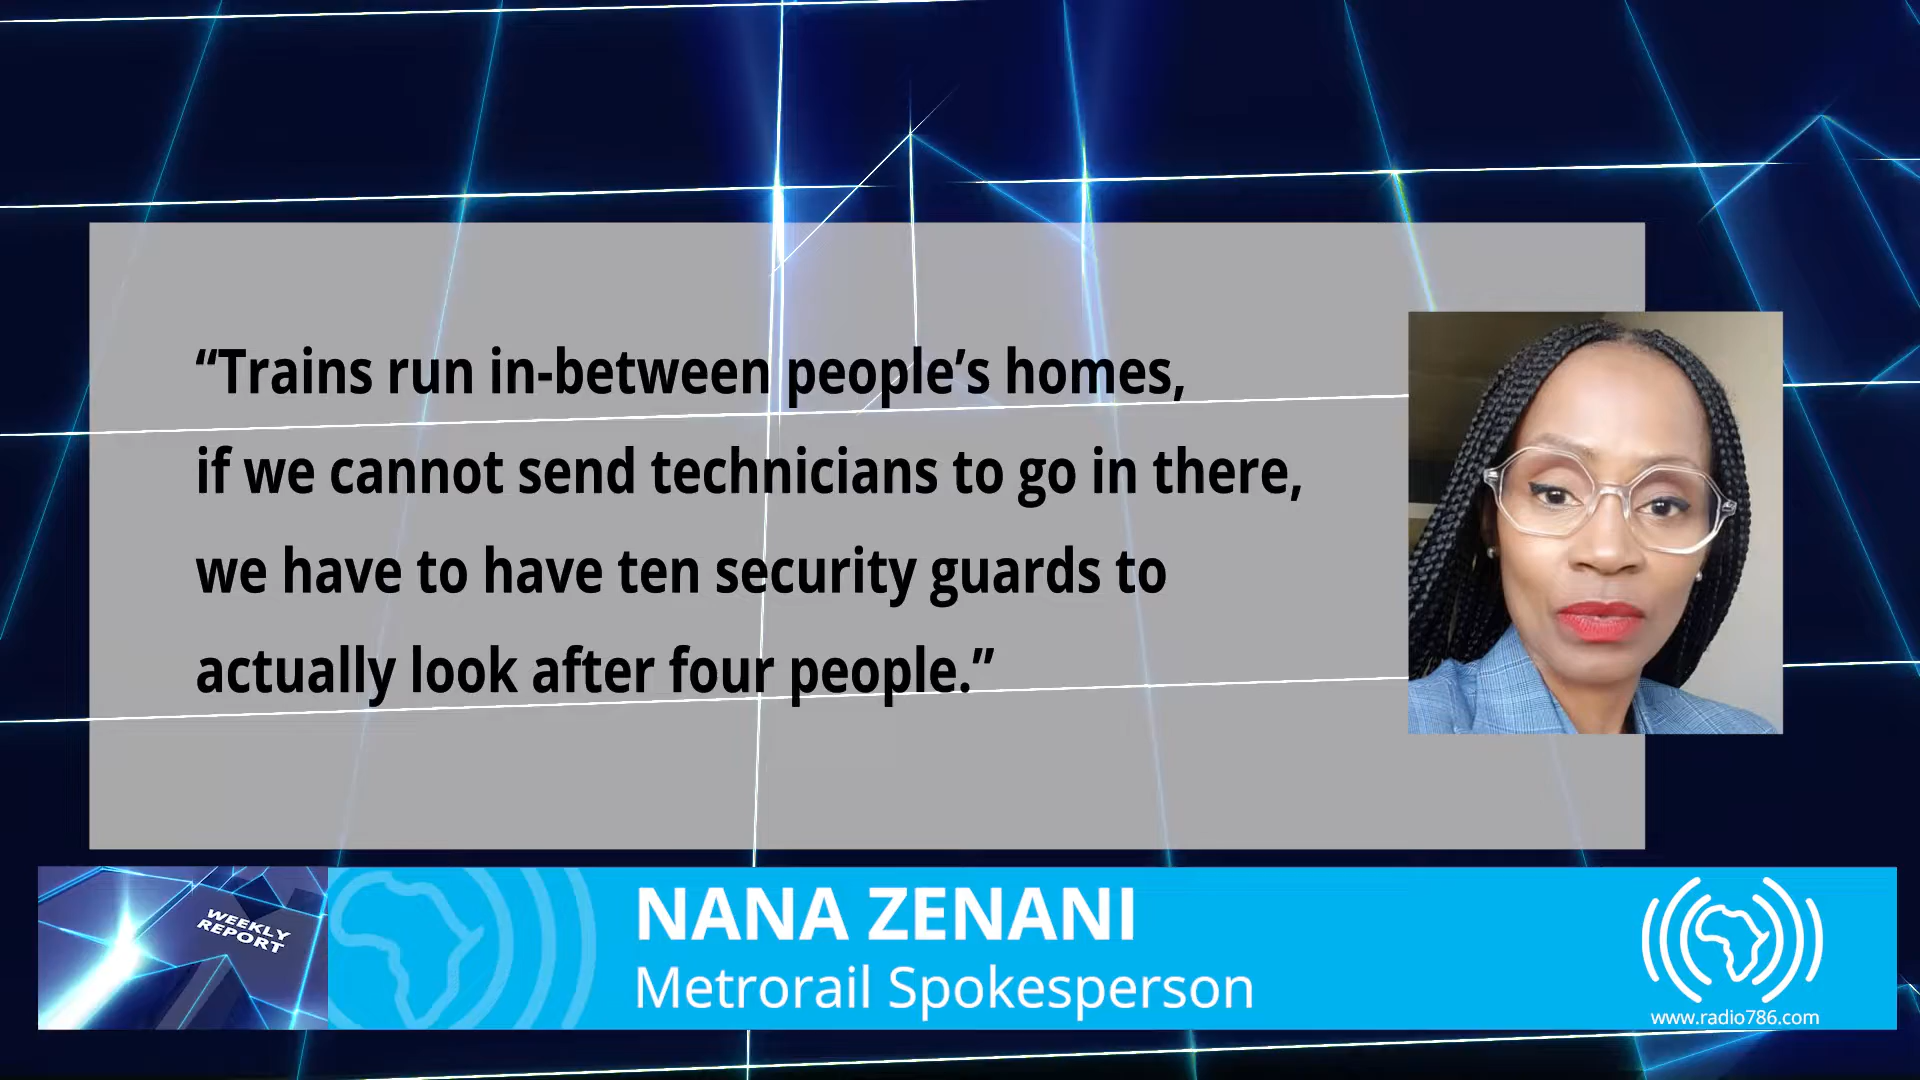 “Trains run in-between people’s homes,
if we cannot send technicians to go in there,
we have to have ten security guards to
actually look after four people.”
WEEKLY
REPORT
NANA ZENANI
Metrorail Spokesperson
www.radio786.com